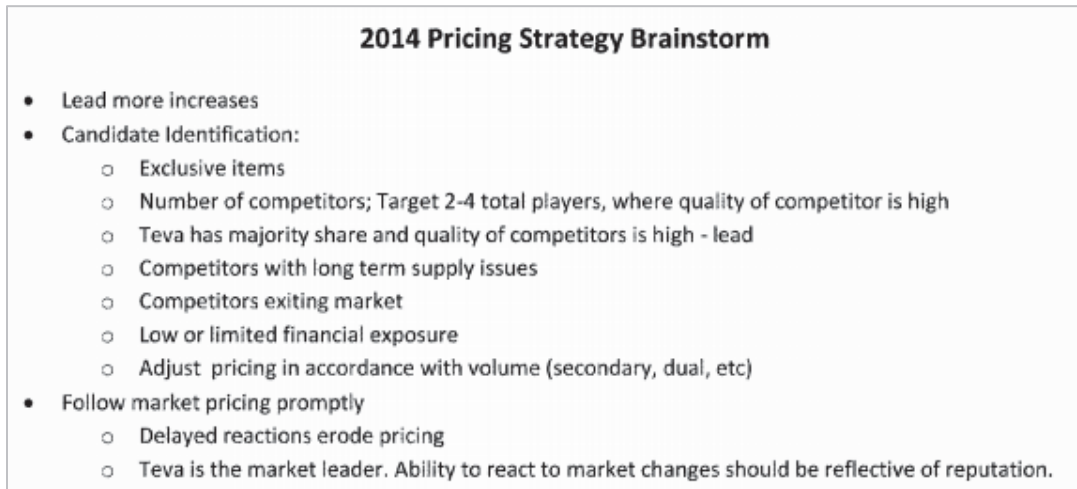 2014 Pricing Strategy Brainstorm
• Lead more increases
• Candidate Identification:
o Exclusive items
o Number of competitors; Target 2-4 total players, where quality of competitor is high
o Teva has majority share and quality of competitors is high - lead
o Competitors with long term supply issues
o Competitors exiting market
o Low or limited financial exposure
o Adjust pricing in accordance with volume (secondary, dual, etc)
• Follow market pricing promptly
o Delayed reactions erode pricing
o Teva is the market leader. Ability to react to market changes should be reflective of reputation.